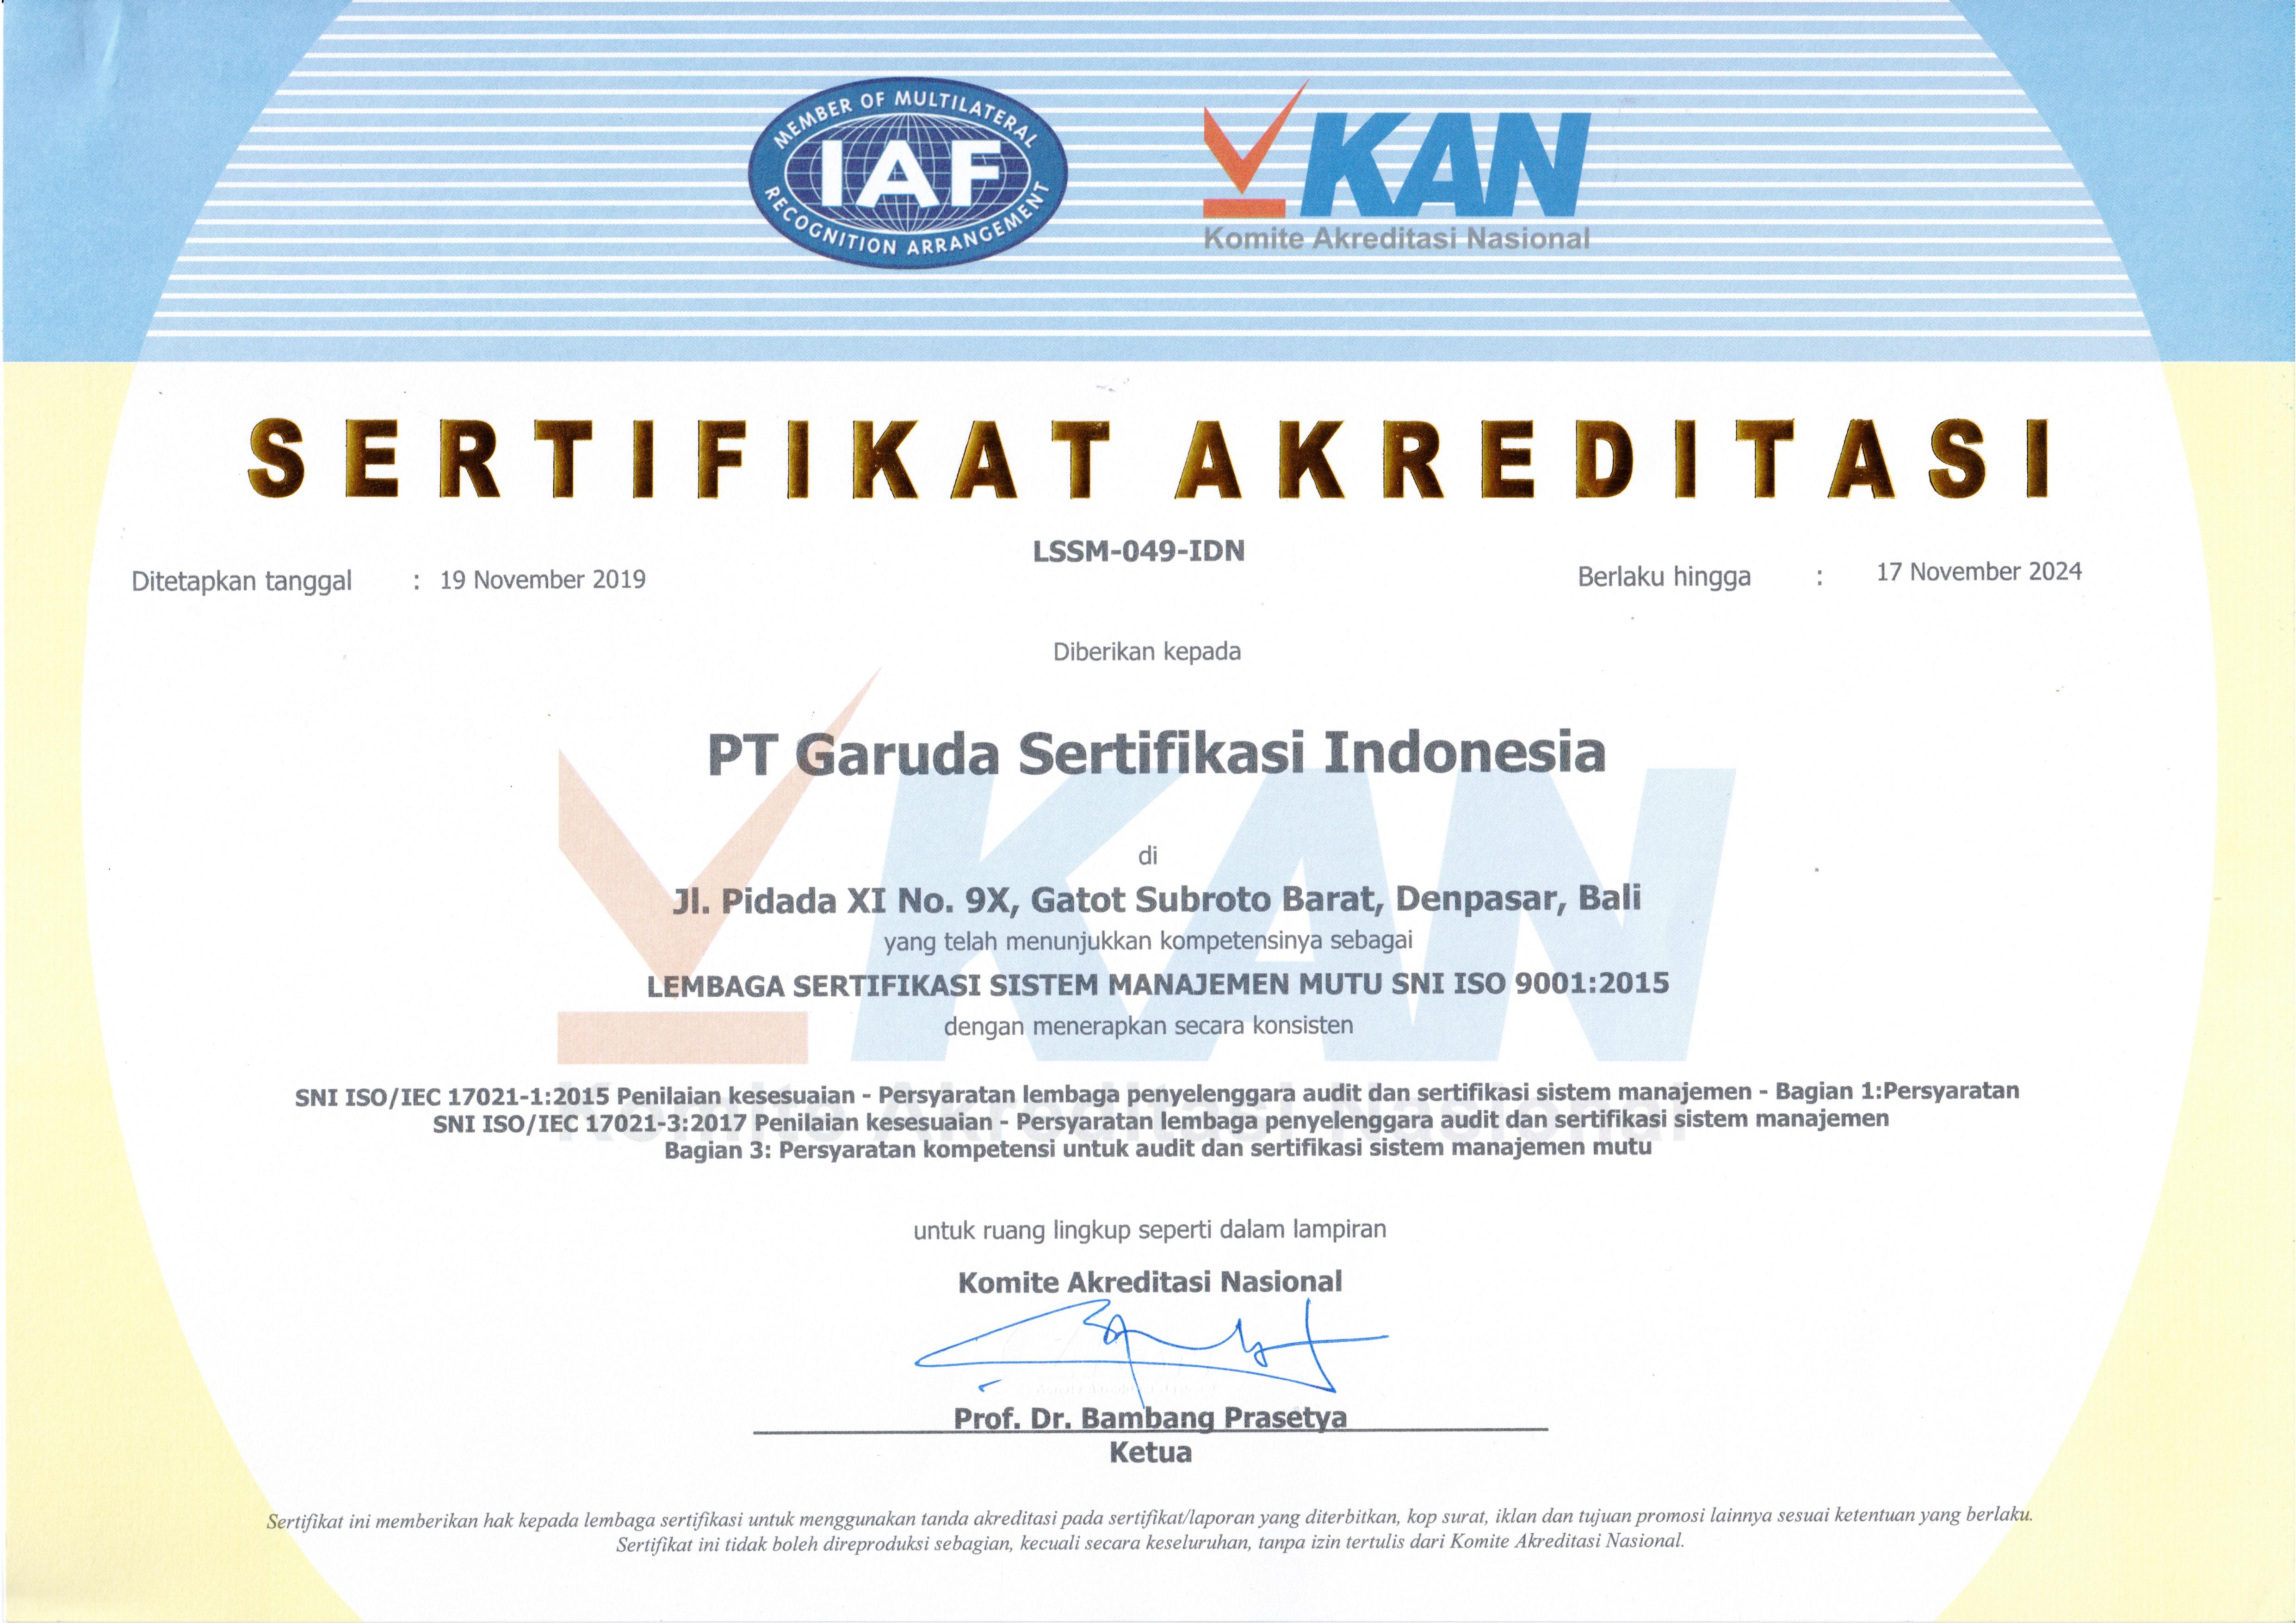 MEMBER OF MULTILATERAL
IAF
RECOGNITION ARRANGEMENT
KAN
Komite Akreditasi Nasional
SERTIFIKAT AKREDITASI
LSSM-049-IDN
Ditetapkan tanggal : 19 November 2019
Berlaku hingga : 17 November 2024
Diberikan kepada
PT Garuda Sertifikasi Indonesia
di
Jl. Pidada XI No. 9X, Gatot Subroto Barat, Denpasar, Bali
yang telah menunjukkan kompetensinya sebagai
LEMBAGA SERTIFIKASI SISTEM MANAJEMEN MUTU SNI ISO 9001:2015
dengan menerapkan secara konsisten
KAN
Komite Akreditasi Nasional
SNI ISO/IEC 17021-1:2015 Penilaian kesesuaian - Persyaratan lembaga penyelenggara audit dan sertifikasi sistem manajemen - Bagian 1:Persyaratan
SNI ISO/IEC 17021-3:2017 Penilaian kesesuaian - Persyaratan lembaga penyelenggara audit dan sertifikasi sistem manajemen
Bagian 3: Persyaratan kompetensi untuk audit dan sertifikasi sistem manajemen mutu
untuk ruang lingkup seperti dalam lampiran
Komite Akreditasi Nasional
Prof. Dr. Bambang Prasetya
Ketua
Sertifikat ini memberikan hak kepada lembaga sertifikasi untuk menggunakan tanda akreditasi pada sertifikat/laporan yang diterbitkan, kop surat, iklan dan tujuan promosi lainnya sesuai ketentuan yang berlaku.
Sertifikat ini tidak boleh direproduksi sebagian, kecuali secara keseluruhan, tanpa izin tertulis dari Komite Akreditasi Nasional.